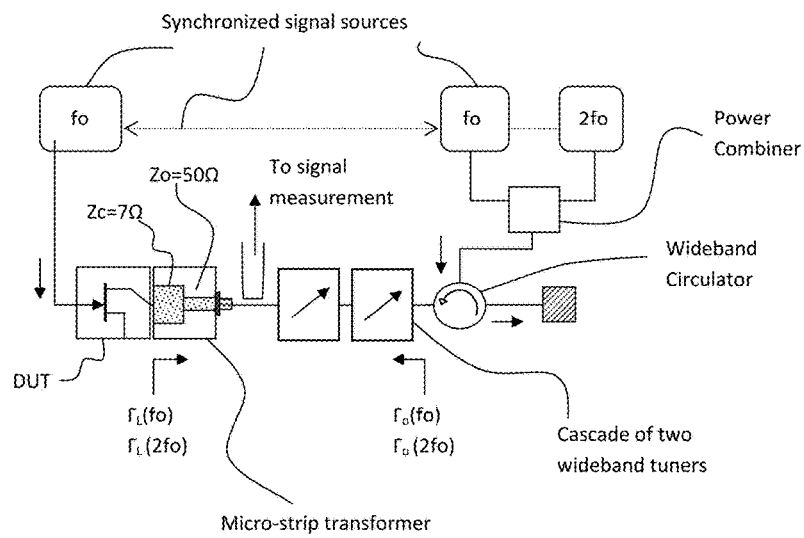 Synchronized signal sources
fo
fo
2fo
Power
Combiner
Zo=50Ω
To signal
measurement
Zc=7Ω
Wideband
Circulator
DUT
ΓL(fo)
ΓL(2fo)
Γo(fo)
Γo(2fo)
Cascade of two
wideband tuners
Micro-strip transformer